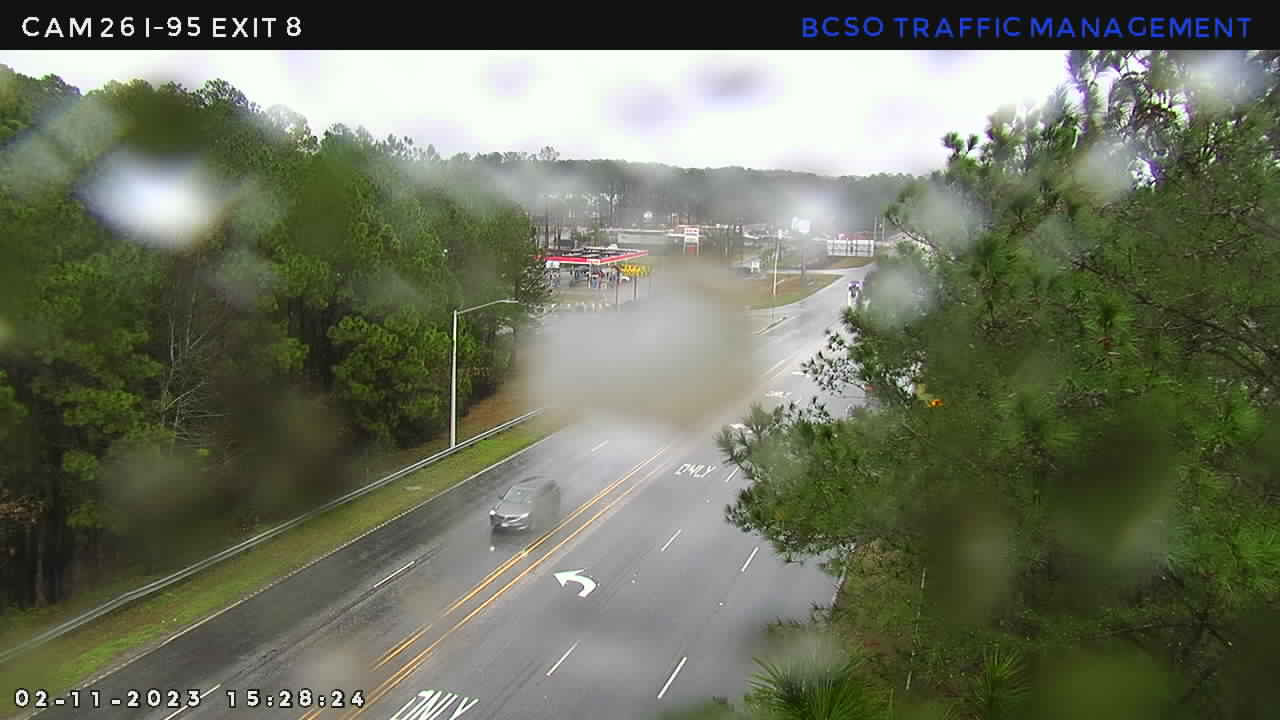 CAM 26 I-95 EXIT 8
BCSO TRAFFIC MANAGEMENT
ONLY
ONLY
02-11-2023 15:28:24